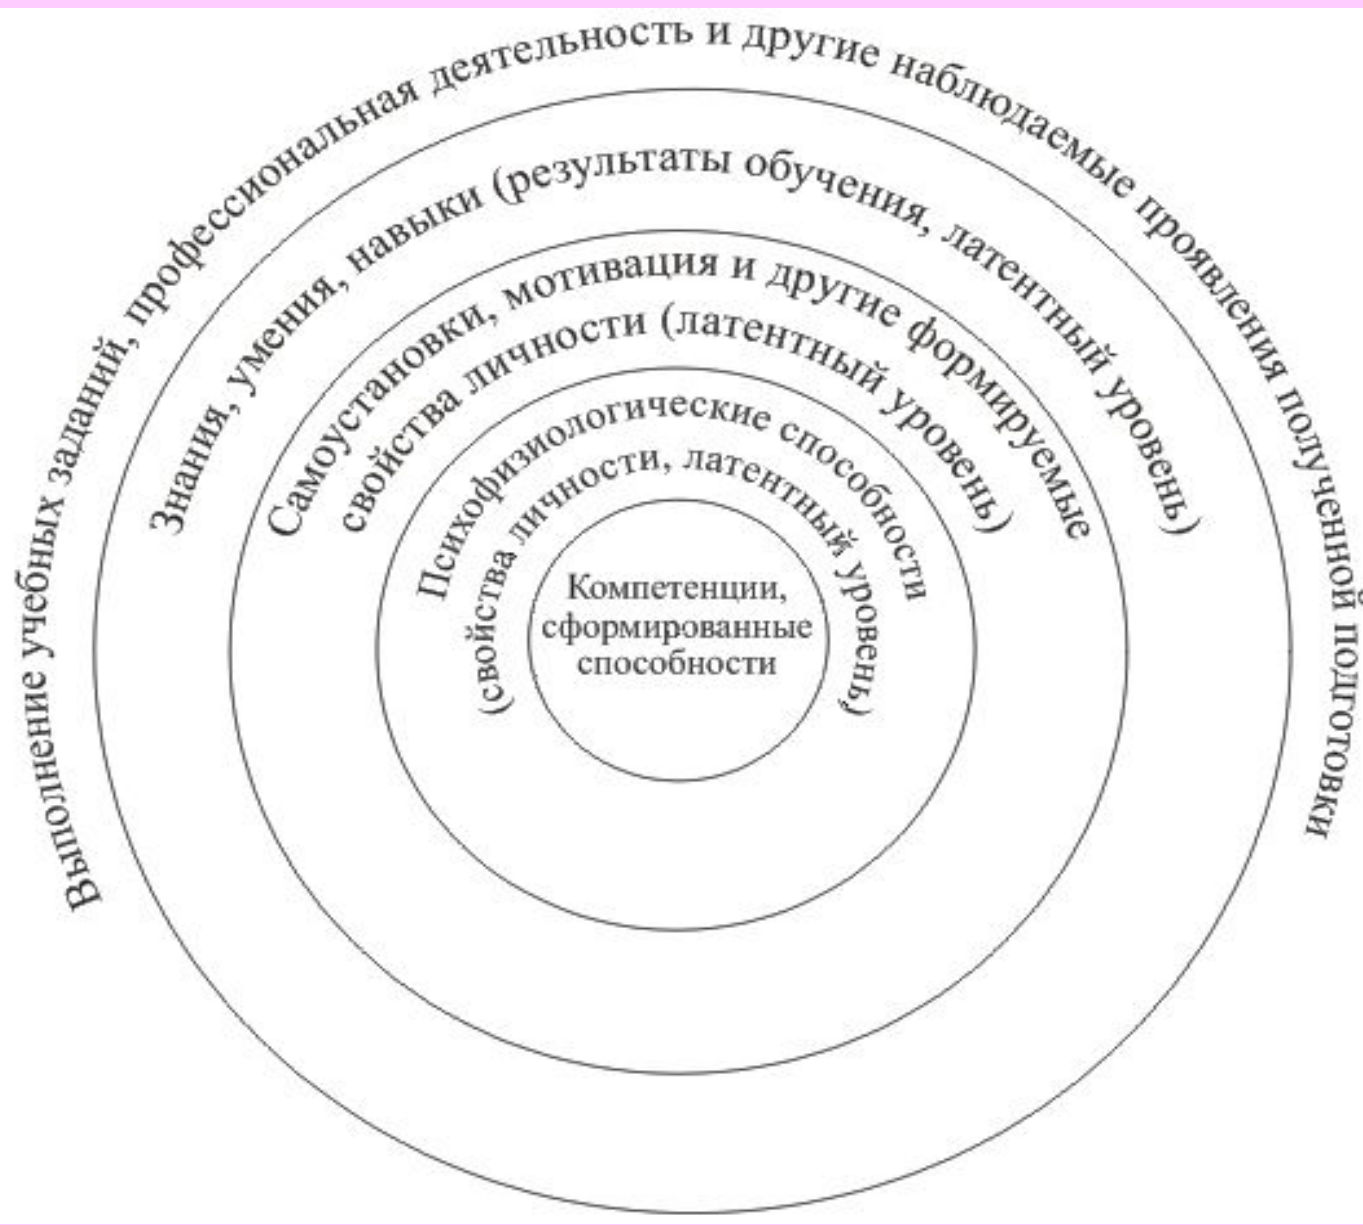 Выполнение учебных заданий, профессиональная деятельность и другие наблюдаемые проявления полученной подготовки
Знания, умения, навыки (результаты обучения, латентный уровень)
Самоустановки, мотивация и другие формируемые
свойства личности (латентный уровень)
Психофизиологические способности
(свойства личности, латентный уровень)
Компетенции,
сформированные
способности